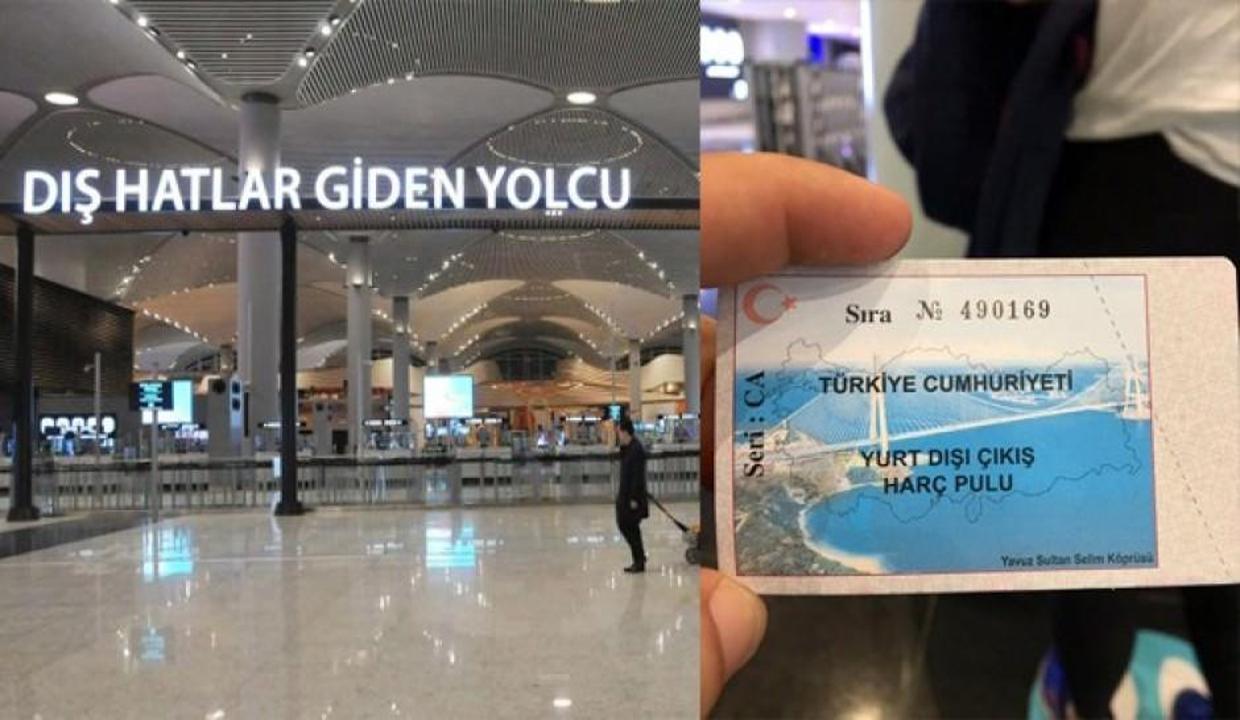 DIŞ HATLAR GİDEN YOLCU
Sıra № 490169
Seri : CA
TÜRKİYE CUMHURİYETİ
YURT DIŞI ÇIKIŞ
HARÇ PULU
Yavuz Sultan Selim Köprüsü